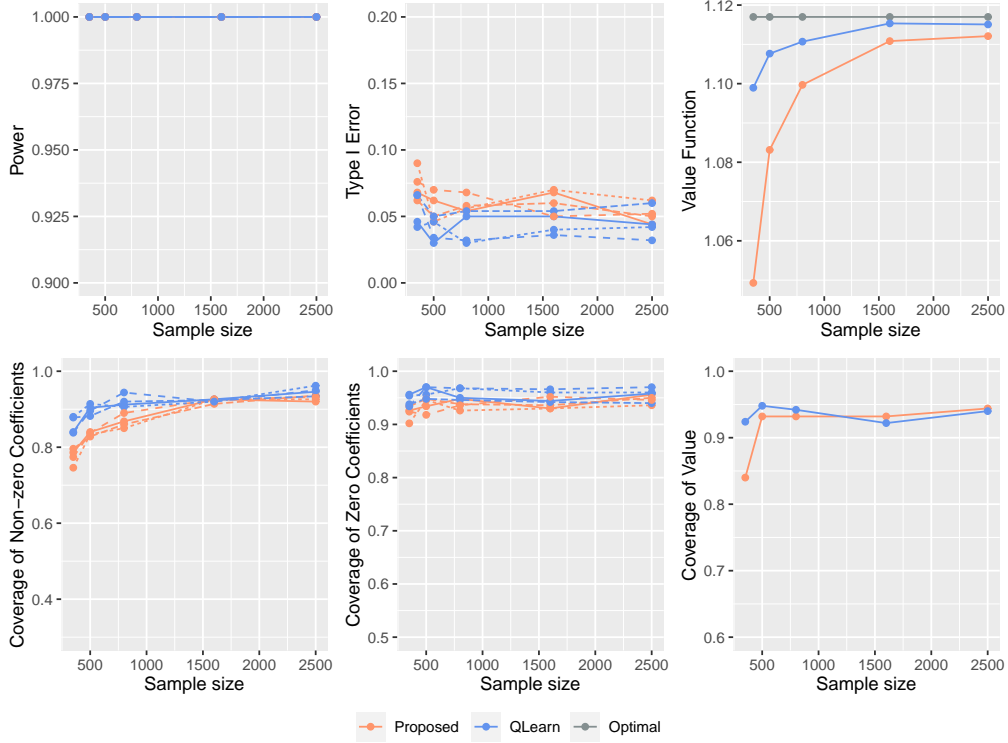 Power
1.000
0.975
0.950
0.925
0.900
500 1000 1500 2000 2500
Sample size
Type I Error
0.20
0.15
0.10
0.05
0.00
500 1000 1500 2000 2500
Sample size
Value Function
1.12
1.10
1.08
1.06
500 1000 1500 2000 2500
Sample size
Coverage of Non−zero Coefficients
1.0
0.8
0.6
0.4
500 1000 1500 2000 2500
Sample size
Coverage of Zero Coefficients
1.0
0.9
0.8
0.7
0.6
0.5
500 1000 1500 2000 2500
Sample size
Coverage of Value
1.0
0.9
0.8
0.7
0.6
500 1000 1500 2000 2500
Sample size
Proposed QLearn Optimal